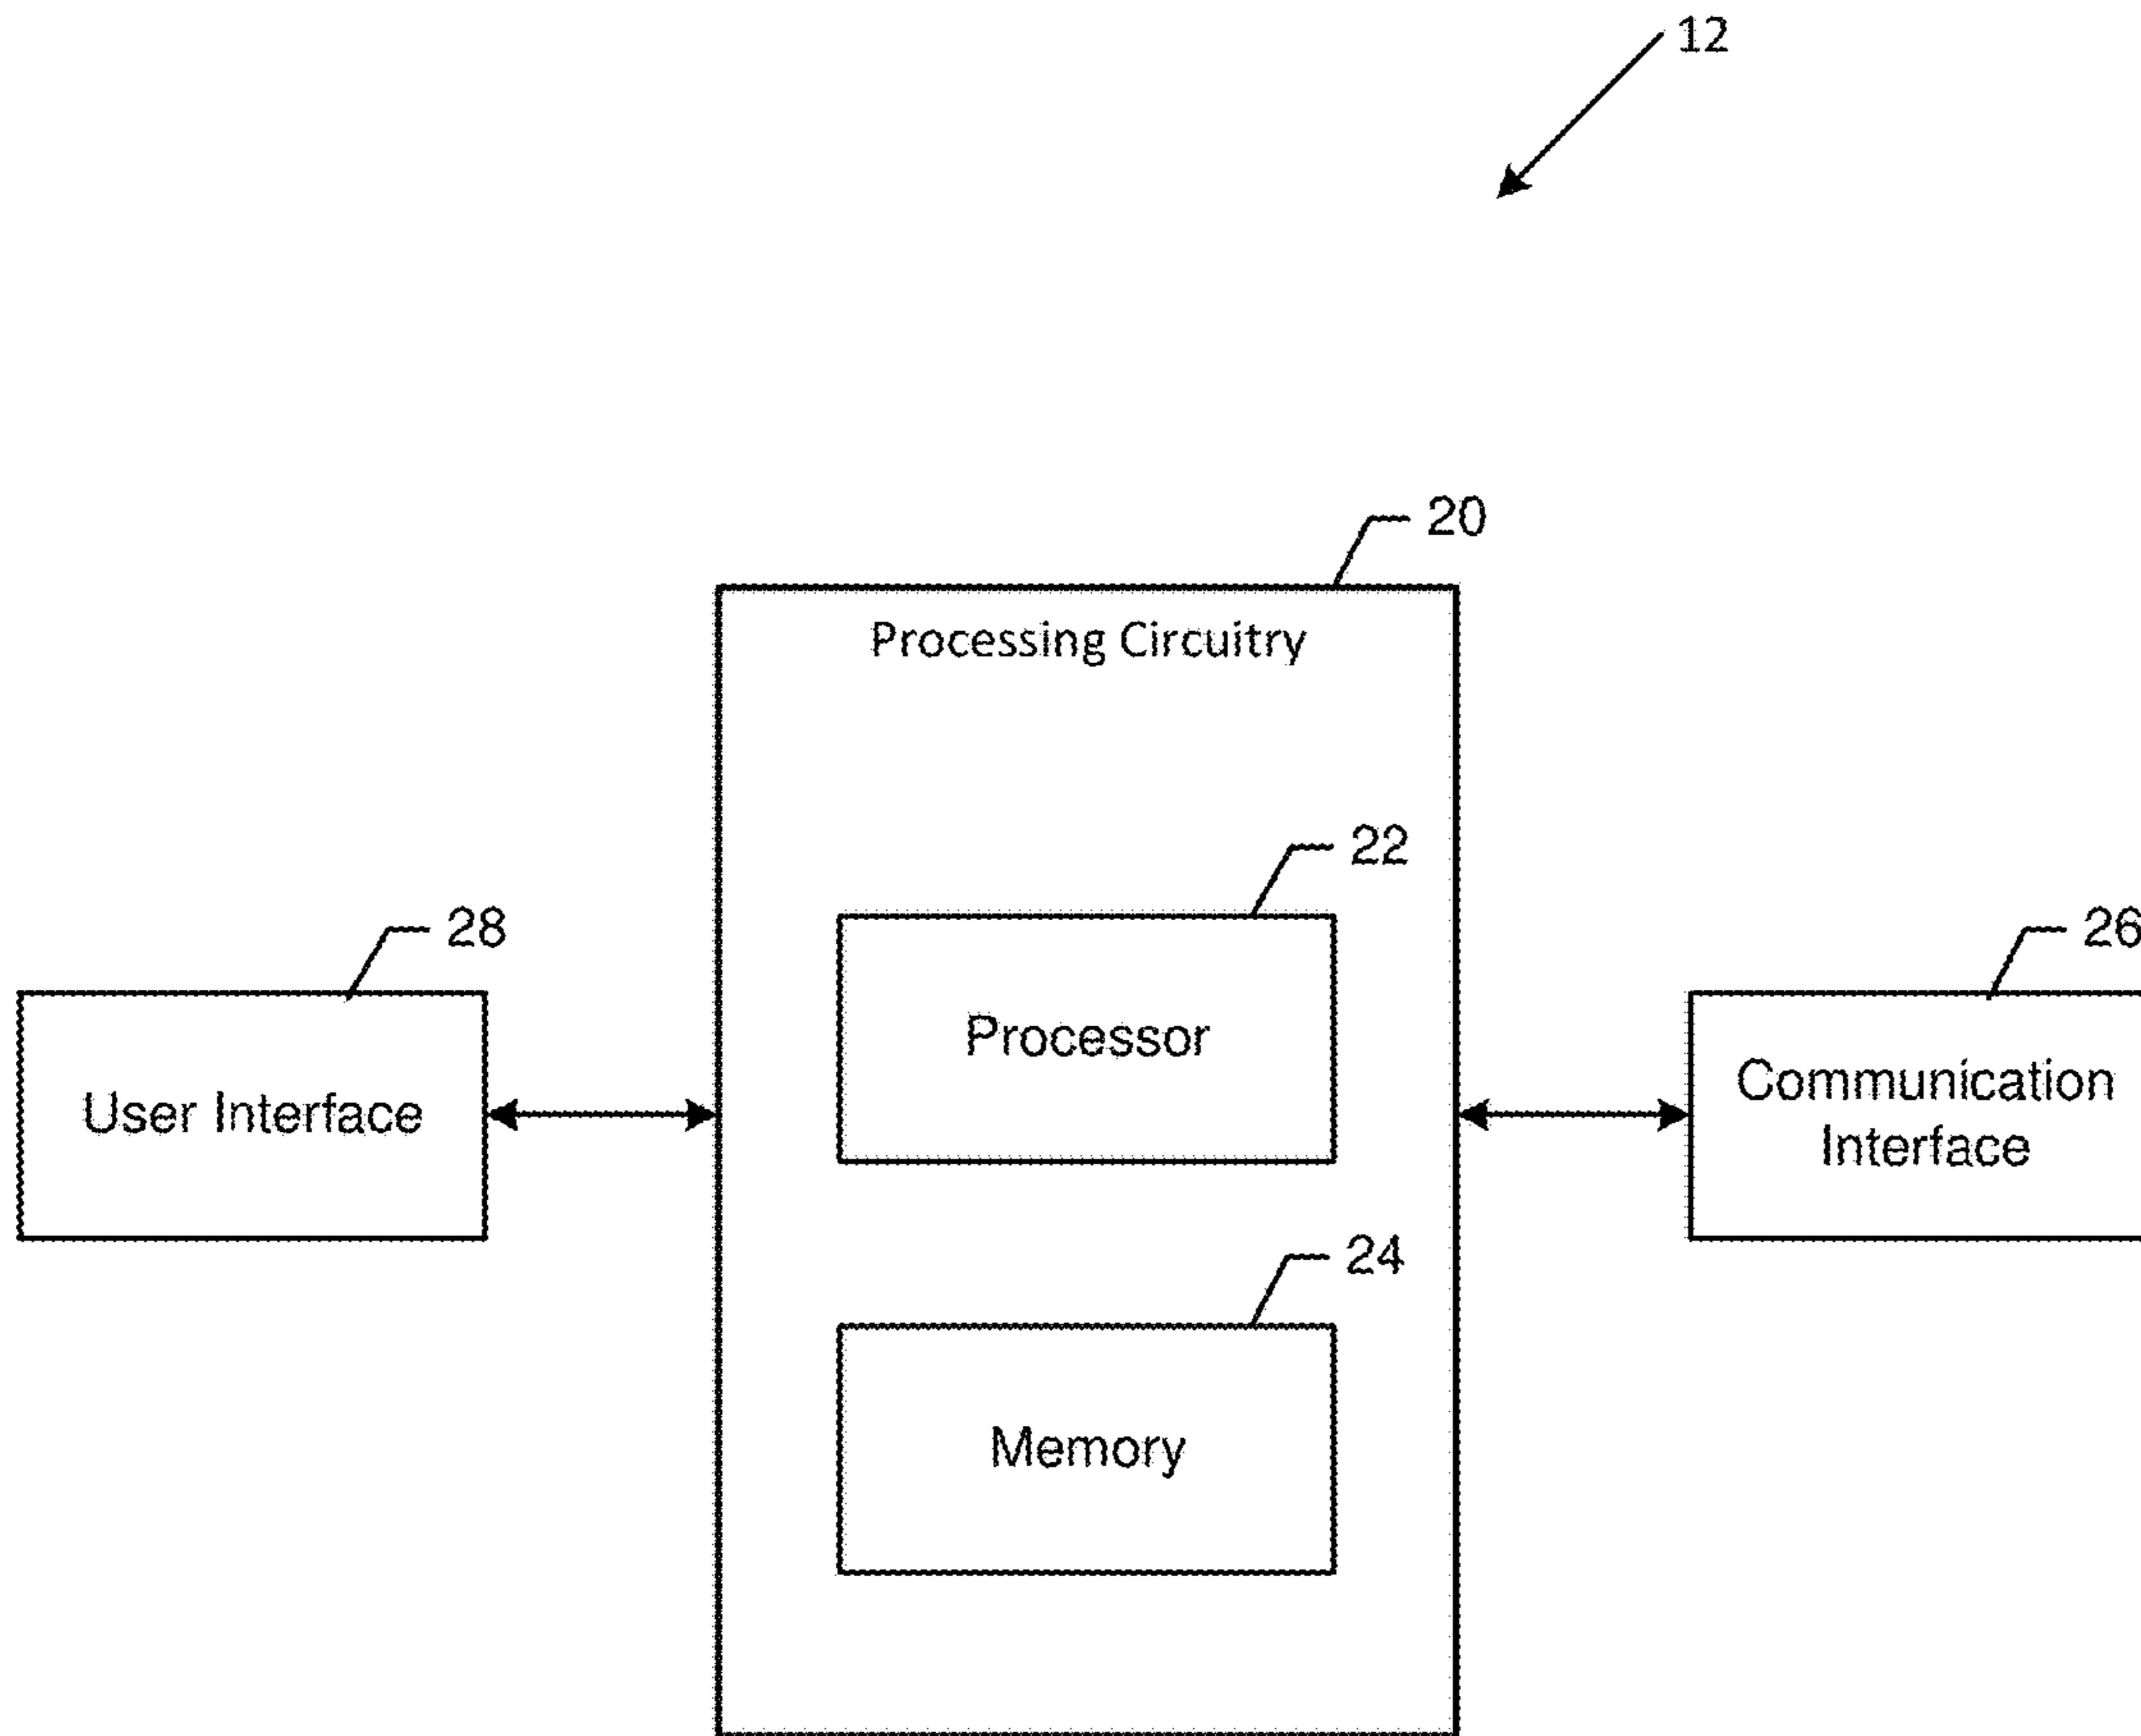 12
20
Processing Circuitry
22
28
26
Processor
User Interface
Communication
Interface
24
Memory